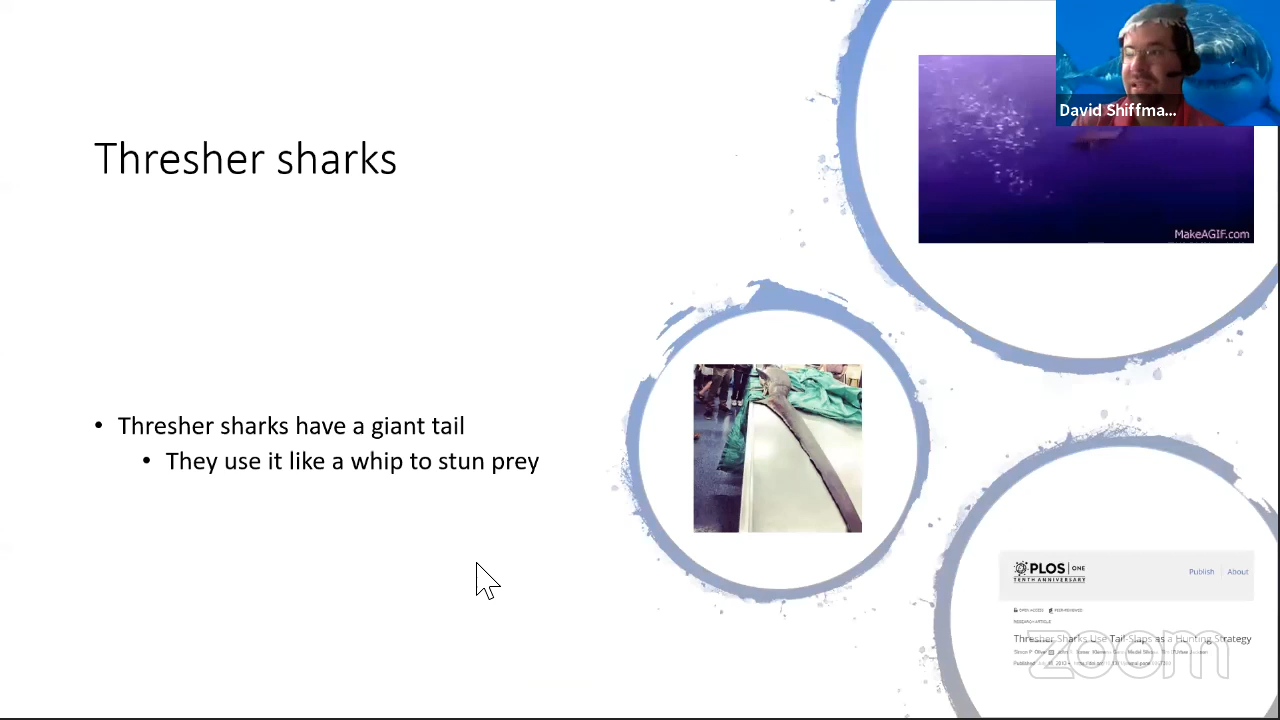 David Shiffma...
MakeAGIF.com
Thresher sharks
• Thresher sharks have a giant tail
• They use it like a whip to stun prey
PLOS ONE
TENTH ANNIVERSARY
Publish About
OPEN ACCESS PEER-REVIEWED
RESEARCH ARTICLE
Thresher Sharks Use Tail-Slaps as a Hunting Strategy
zoom